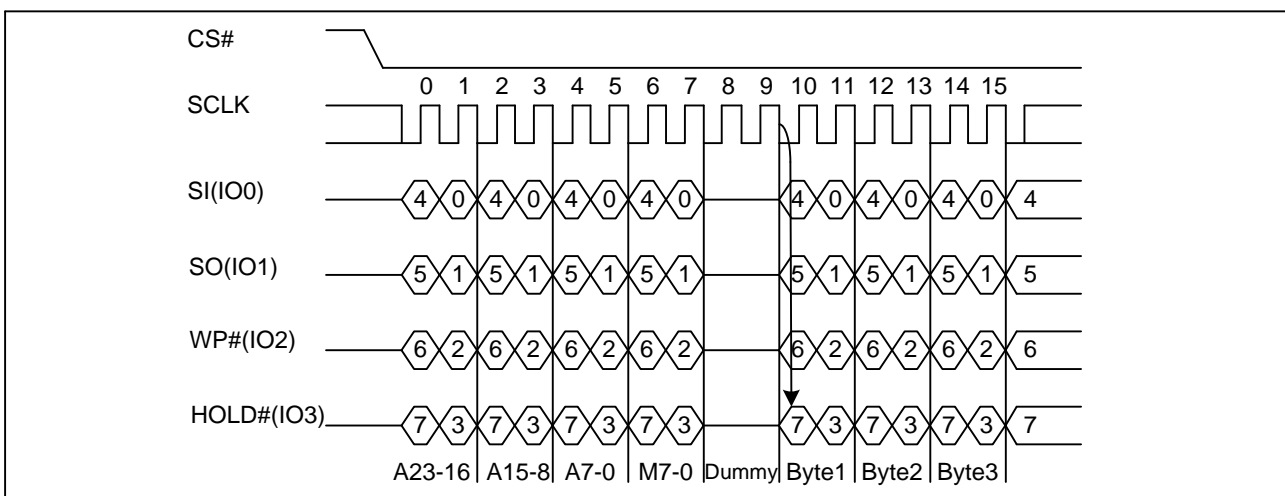 CS#
SCLK 0 1 2 3 4 5 6 7 8 9 10 11 12 13 14 15
SI(IO0) 4 0 4 0 4 0 4 0 4 0 4 0 4 0 4
SO(IO1) 5 1 5 1 5 1 5 1 5 1 5 1 5 1 5
WP#(IO2) 6 2 6 2 6 2 6 2 6 2 6 2 6 2 6
HOLD#(IO3) 7 3 7 3 7 3 7 3 7 3 7 3 7 3 7
A23-16 A15-8 A7-0 M7-0 Dummy Byte1 Byte2 Byte3